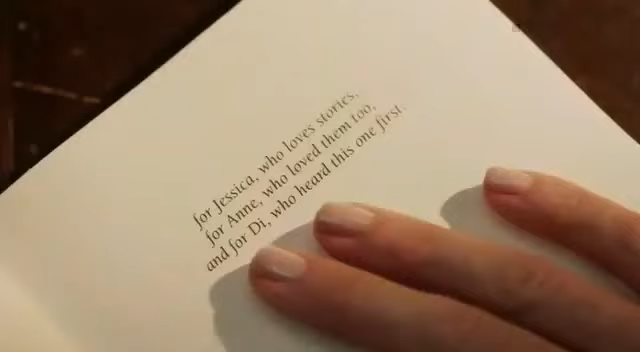 for Jessica, who loves stories,
for Anne, who loved them too,
and for Di, who heard this one first.